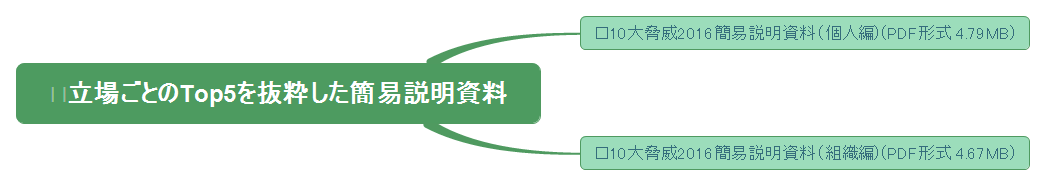 □10大脅威2016簡易説明資料（個人編）(PDF形式 4.79MB)
□立場ごとのTop5を抜粋した簡易説明資料
□10大脅威2016簡易説明資料（組織編）(PDF形式 4.67MB)